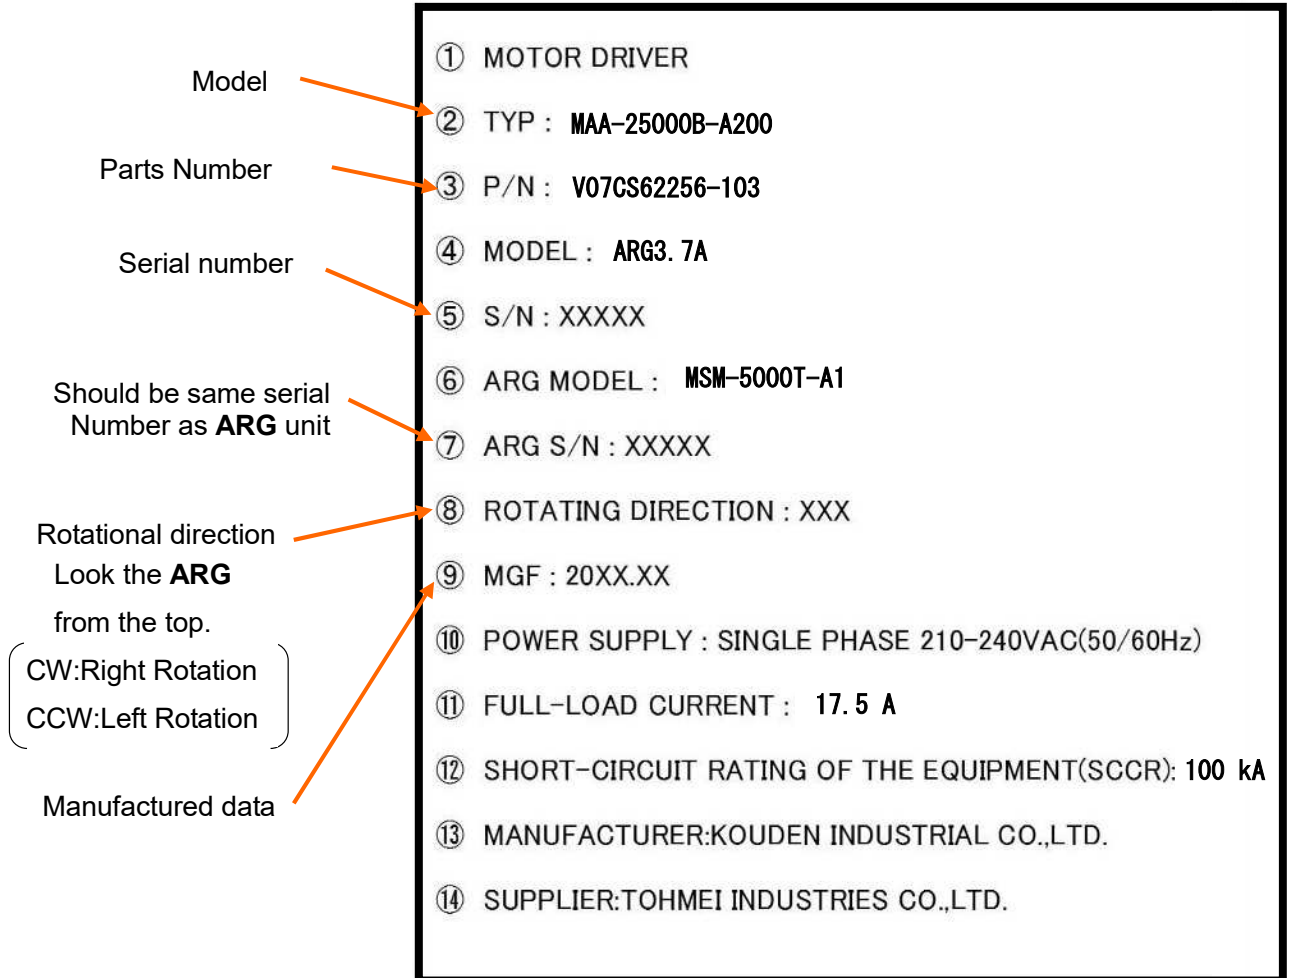 Model
Parts Number
Serial number
Should be same serial
Number as ARG unit
Rotational direction
Look the ARG
from the top.
CW:Right Rotation
CCW:Left Rotation
Manufactured data
① MOTOR DRIVER
② TYP : MAA-25000B-A200
③ P/N : V07CS62256-103
④ MODEL : ARG3.7A
⑤ S/N : XXXXX
⑥ ARG MODEL : MSM-5000T-A1
⑦ ARG S/N : XXXXX
⑧ ROTATING DIRECTION : XXX
⑨ MGF : 20XX.XX
⑩ POWER SUPPLY : SINGLE PHASE 210-240VAC(50/60Hz)
⑪ FULL-LOAD CURRENT : 17.5 A
⑫ SHORT-CIRCUIT RATING OF THE EQUIPMENT(SCCR): 100 kA
⑬ MANUFACTURER:KOUDEN INDUSTRIAL CO.,LTD.
⑭ SUPPLIER:TOHMEI INDUSTRIES CO.,LTD.